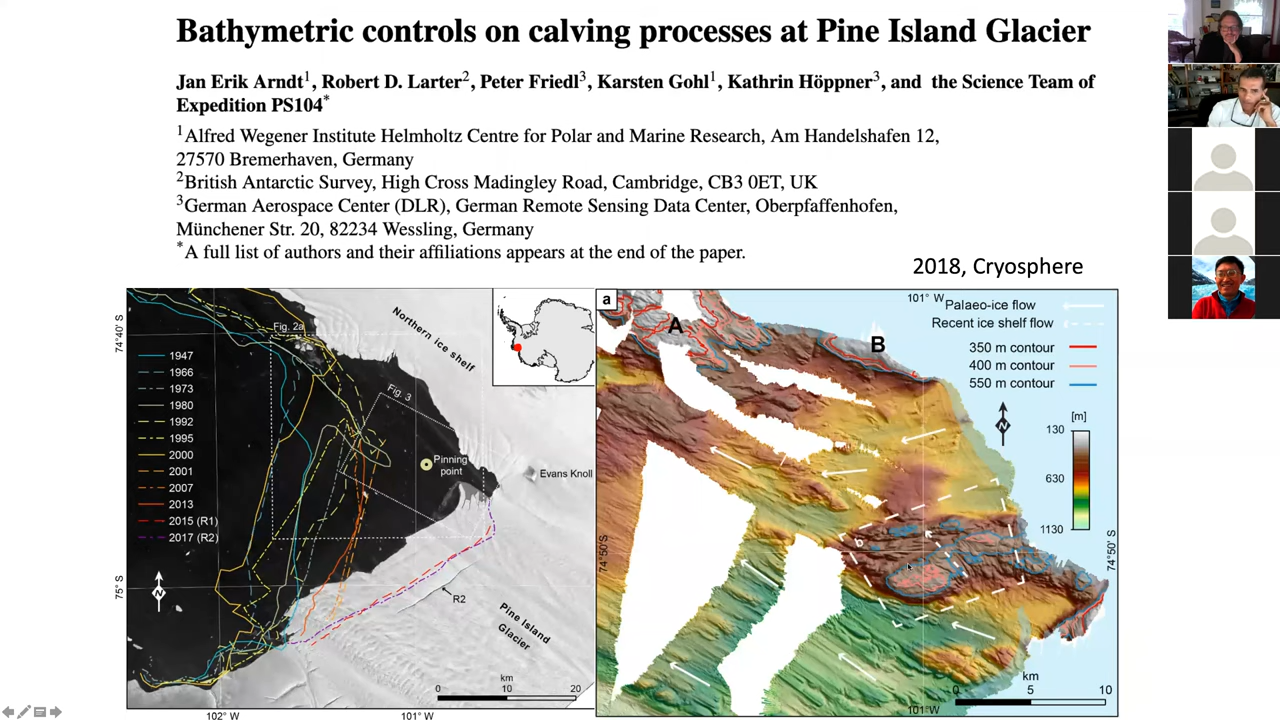 Bathymetric controls on calving processes at Pine Island Glacier
Jan Erik Arndt1, Robert D. Larter2, Peter Friedl3, Karsten Gohl1, Kathrin Höppner3, and the Science Team of
Expedition PS104*
1Alfred Wegener Institute Helmholtz Centre for Polar and Marine Research, Am Handelshafen 12,
27570 Bremerhaven, Germany
2British Antarctic Survey, High Cross Madingley Road, Cambridge, CB3 0ET, UK
3German Aerospace Center (DLR), German Remote Sensing Data Center, Oberpfaffenhofen,
Münchener Str. 20, 82234 Wessling, Germany
*A full list of authors and their affiliations appears at the end of the paper.
2018, Cryosphere
74°40' S
75° S
Fig. 2a
Northern ice shelf
1947
1966
1973
1980
1992
1995
2000
2001
2007
2013
2015 (R1)
2017 (R2)
Fig. 3
Pinning
point
Evans Knoll
N
R2
Pine Island
Glacier
km
0 10 20
102° W
101° W
a
A
B
101° W
Palaeo-ice flow
Recent ice shelf flow
350 m contour
400 m contour
550 m contour
N
[m]
130
630
1130
b
74°50' S
74°50' S
km
0 5 10
101°W